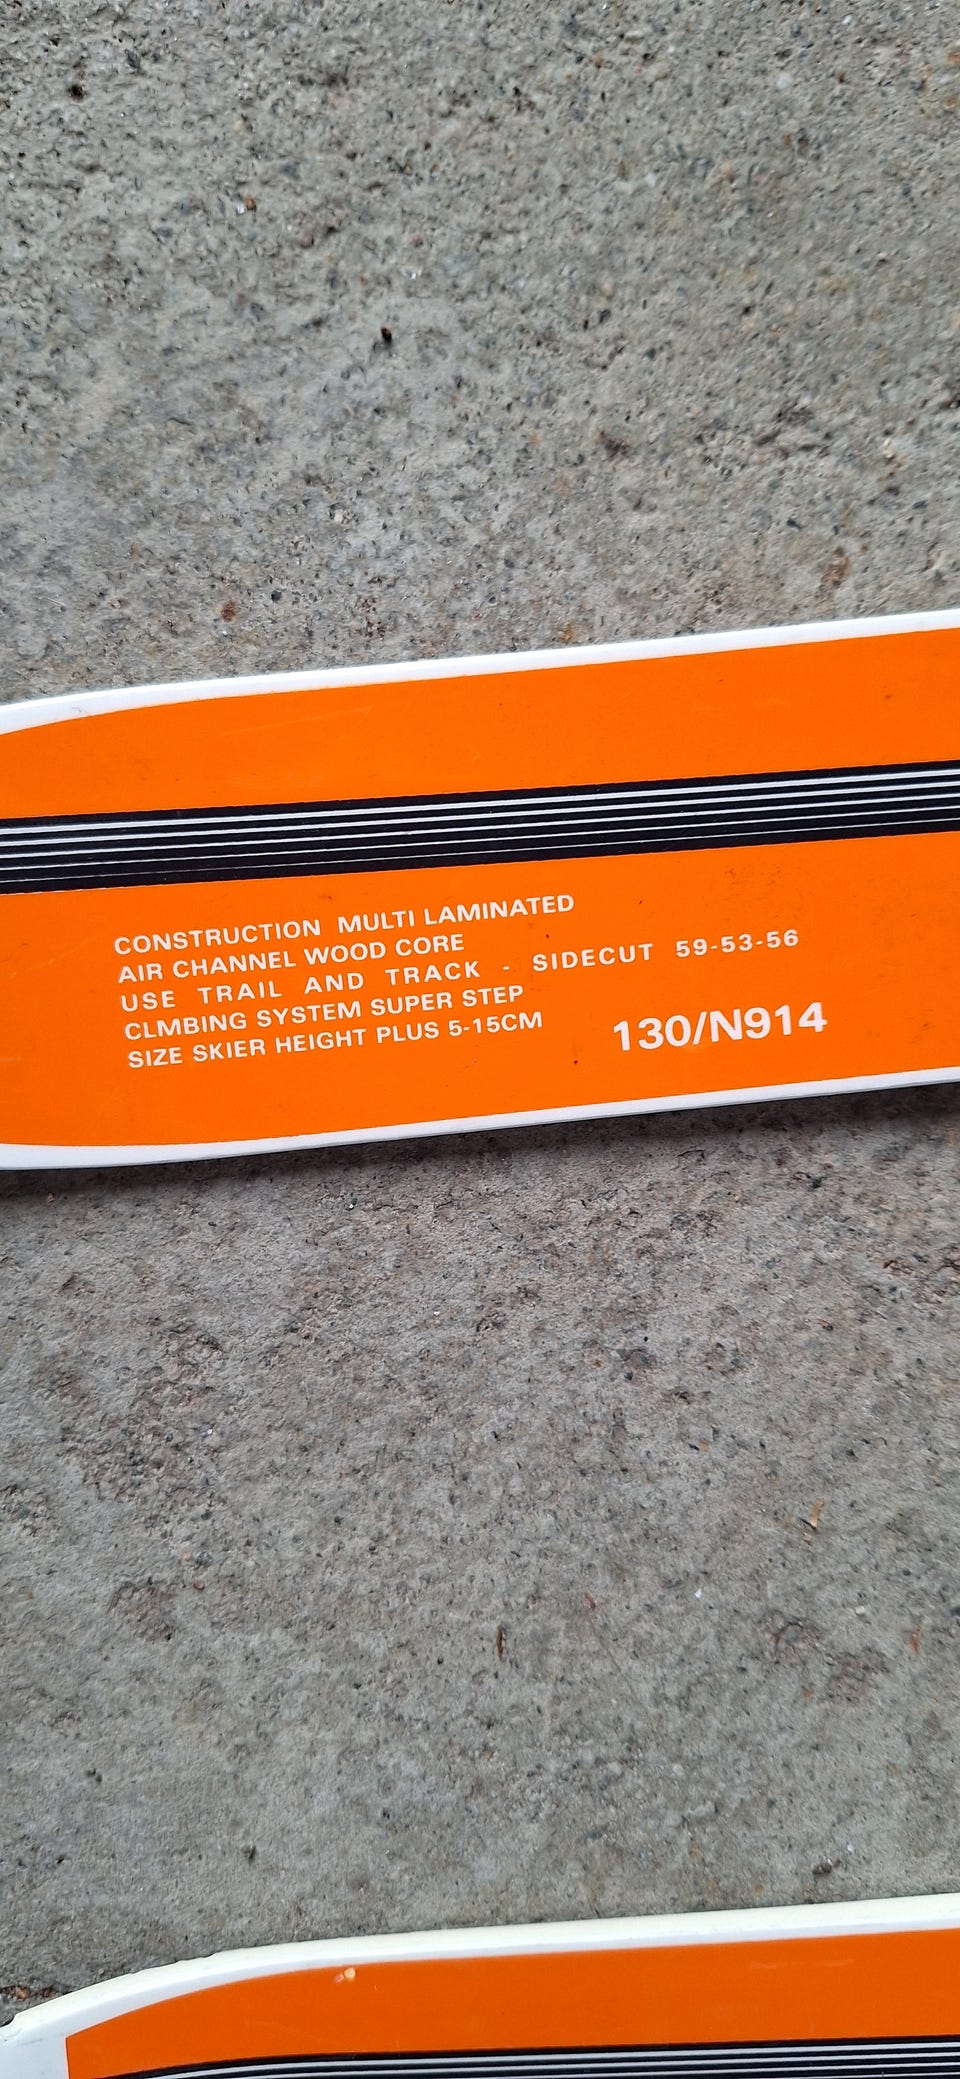 CONSTRUCTION MULTI LAMINATED
AIR CHANNEL WOOD CORE
USE TRAIL AND TRACK - SIDECUT 59-53-56
CLMBING SYSTEM SUPER STEP
SIZE SKIER HEIGHT PLUS 5-15CM
130/N914